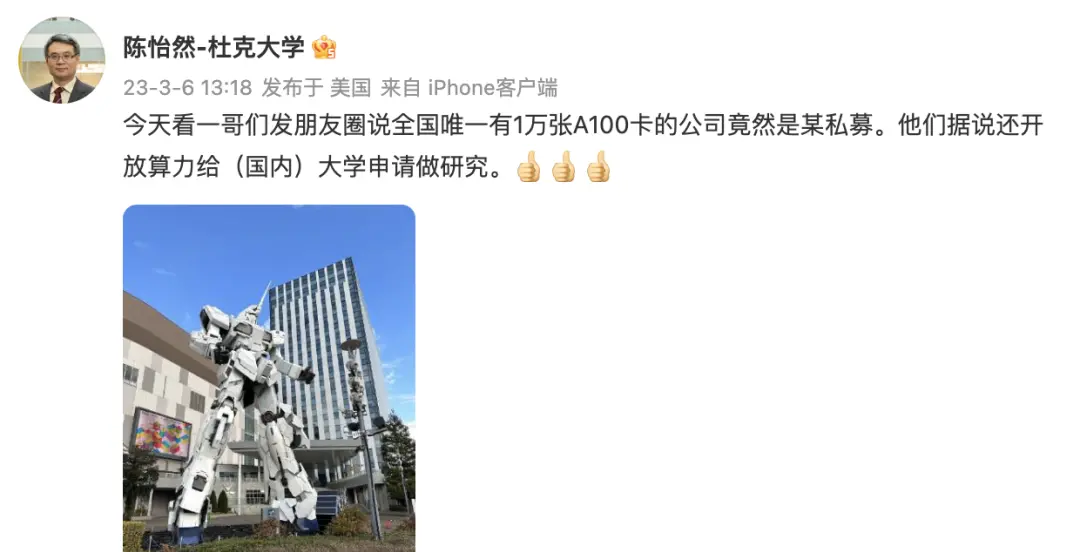 陈怡然-杜克大学
23-3-6 13:18 发布于 美国 来自 iPhone客户端
今天看一哥们发朋友圈说全国唯一有1万张A100卡的公司竟然是某私募。他们据说还开
放算力给（国内）大学申请做研究。👍👍👍